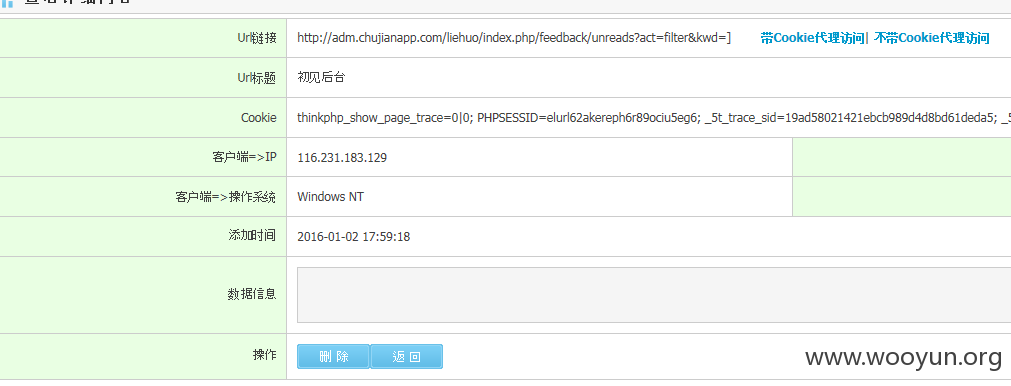 Url链接 http://adm.chujianapp.com/liehuo/index.php/feedback/unreads?act=filter&kwd=] 带Cookie代理访问| 不带Cookie代理访问
Url标题 初见后台
Cookie thinkphp_show_page_trace=0|0; PHPSESSID=elurl62akereph6r89ociu5eg6; _5t_trace_sid=19ad58021421ebcb989d4d8bd61deda5; _5
客户端=>IP 116.231.183.129
客户端=>操作系统 Windows NT
添加时间 2016-01-02 17:59:18
数据信息
操作 删 除 返 回
www.wooyun.org